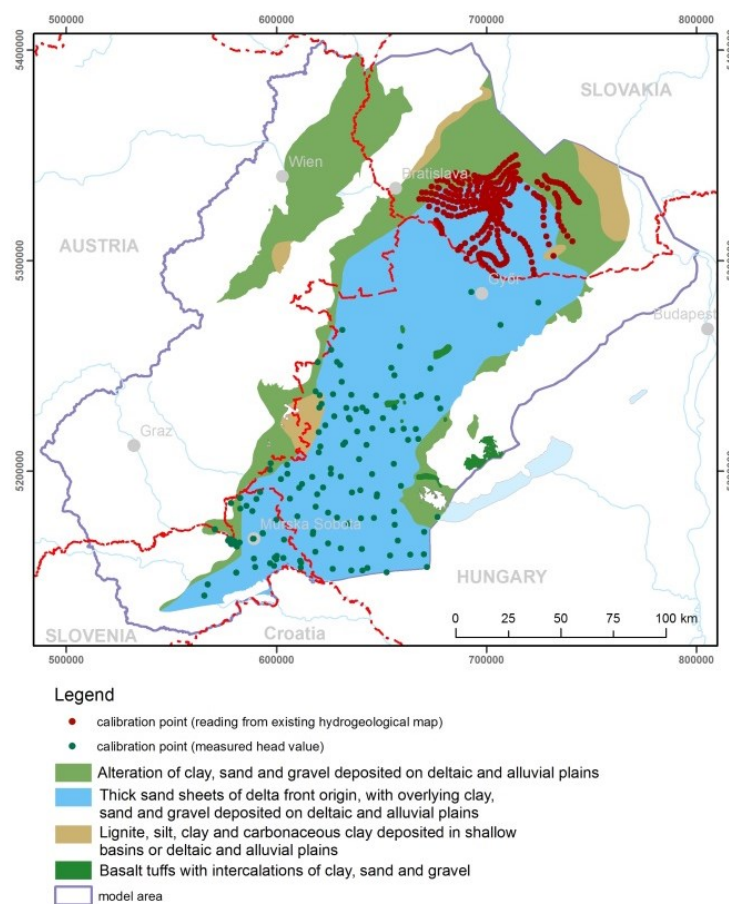 500000 600000 700000 800000
5400000
SLOVAKIA
Wien
Bratislava
AUSTRIA
5300000
Győr
Budapest
Graz
5200000
Murska Sobota
HUNGARY
0 25 50 75 100 km
SLOVENIA
Croatia
500000 600000 700000 800000
Legend
calibration point (reading from existing hydrogeological map)
calibration point (measured head value)
Alteration of clay, sand and gravel deposited on deltaic and alluvial plains
Thick sand sheets of delta front origin, with overlying clay,
sand and gravel deposited on deltaic and alluvial plains
Lignite, silt, clay and carbonaceous clay deposited in shallow
basins or deltaic and alluvial plains
Basalt tuffs with intercalations of clay, sand and gravel
model area